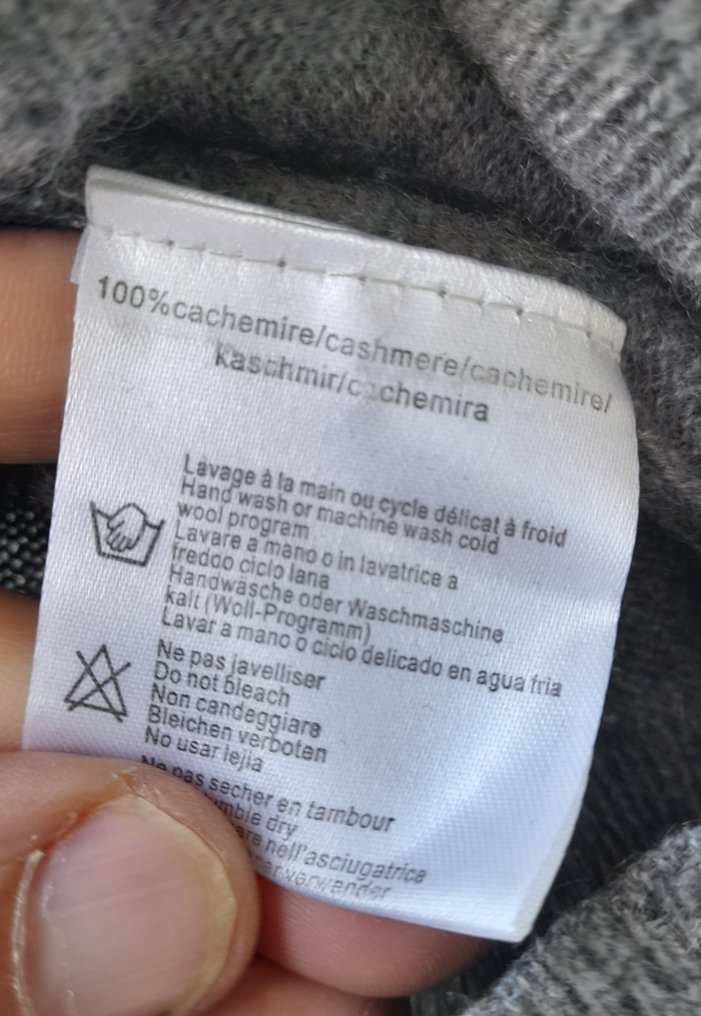 100%cachemire/cashmere/cachemire/
kaschmir/cachemira
Lavage à la main ou cycle délicat à froid
Hand wash or machine wash cold
wool program
Lavare a mano o in lavatrice a
freddo ciclo lana
Handwäsche oder Waschmaschine
kalt (Woll-Programm)
Lavar a mano o ciclo delicado en agua fria
Ne pas javelliser
Do not bleach
Non candeggiare
Bleichen verboten
No usar lejia
Ne pas secher en tambour
dry
nell'asciugatrice
verwender